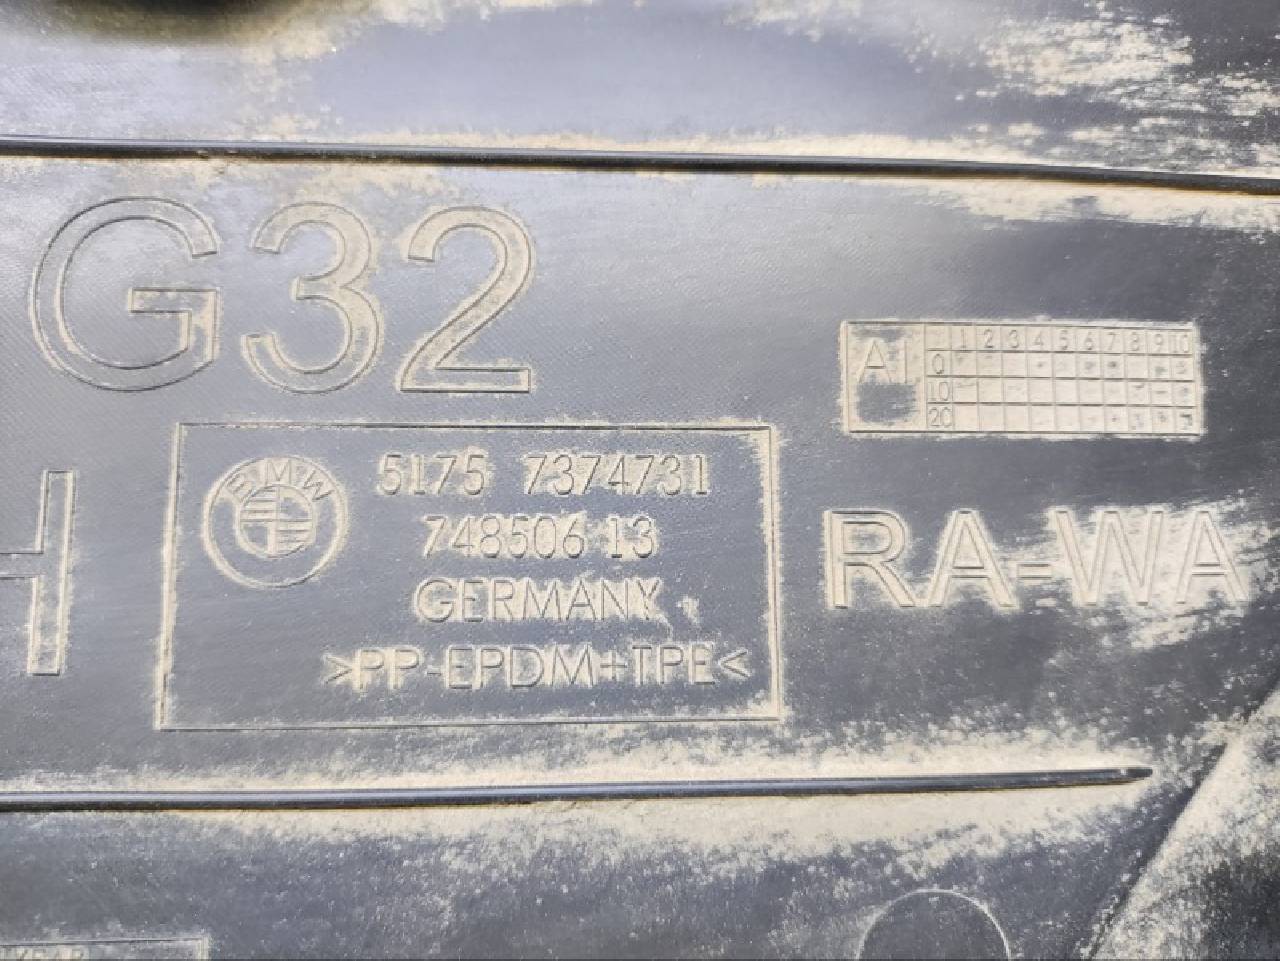 G32
AI
1 2 3 4 5 6 7 8 9 10
0
10
20
H
BMW
5175 7374731
748506 13
GERMANY
>PP-EPDM+TPE<
RA-WA